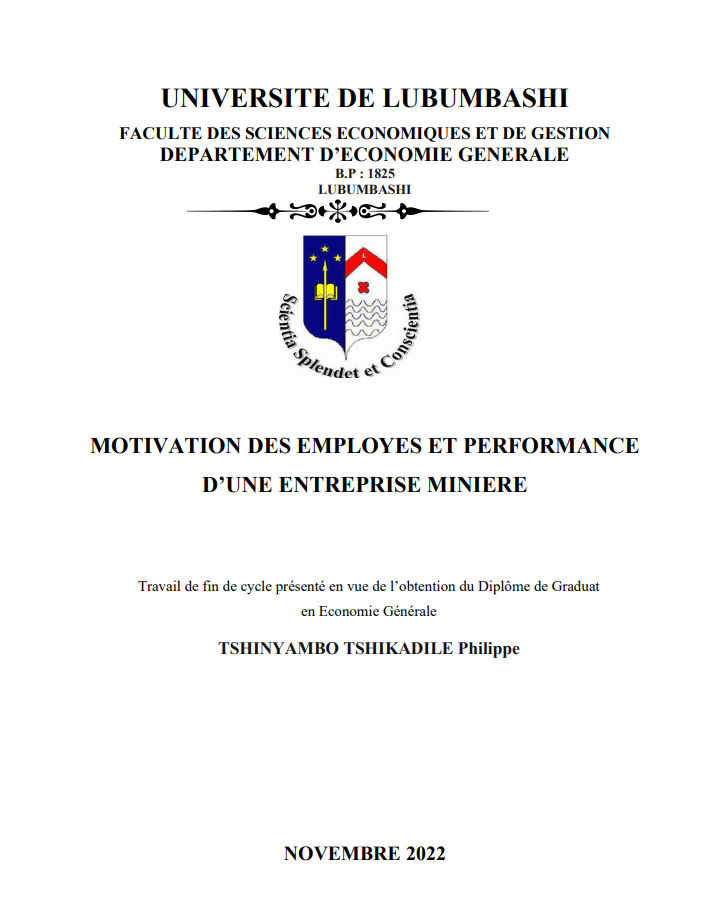 UNIVERSITE DE LUBUMBASHI
FACULTE DES SCIENCES ECONOMIQUES ET DE GESTION
DEPARTEMENT D’ECONOMIE GENERALE
B.P : 1825
LUBUMBASHI
L
Scientia Splendet et Conscientia
MOTIVATION DES EMPLOYES ET PERFORMANCE
D’UNE ENTREPRISE MINIERE
Travail de fin de cycle présenté en vue de l’obtention du Diplôme de Graduat
en Economie Générale
TSHINYAMBO TSHIKADILE Philippe
NOVEMBRE 2022